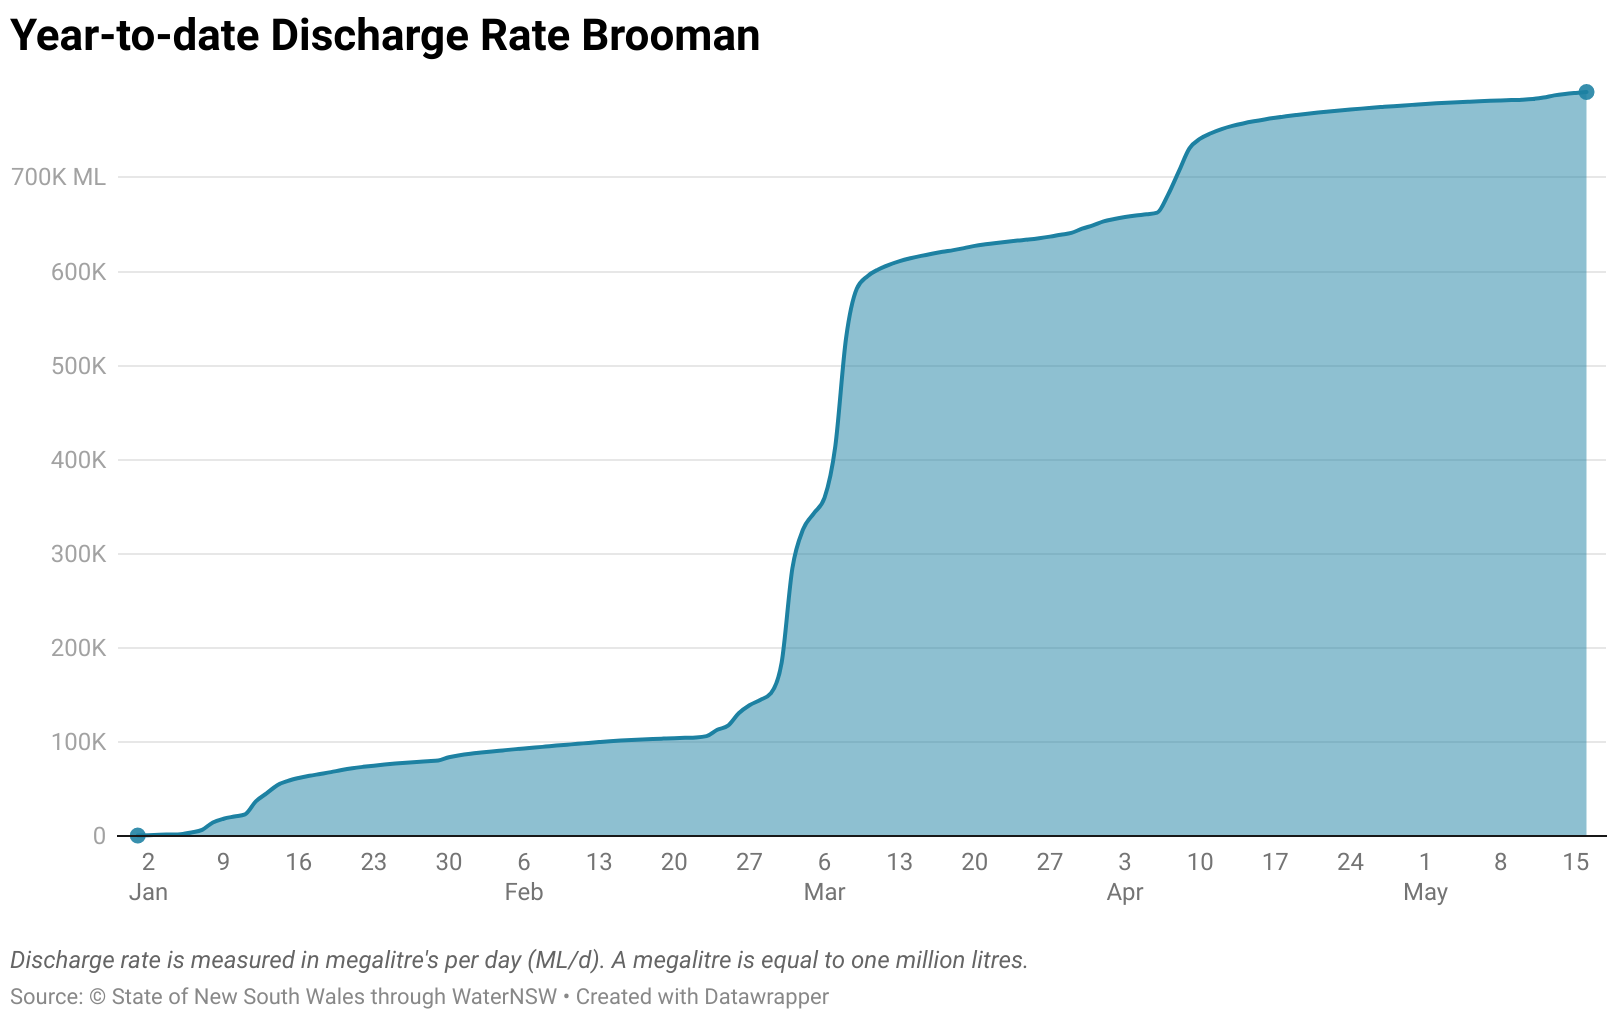 Year-to-date Discharge Rate Brooman
700K ML
600K
500K
400K
300K
200K
100K
0
2 9 16 23 30 6 13 20 27 6 13 20 27 3 10 17 24 1 8 15
Jan Feb Mar Apr May
Discharge rate is measured in megalitre's per day (ML/d). A megalitre is equal to one million litres.
Source: © State of New South Wales through WaterNSW • Created with Datawrapper